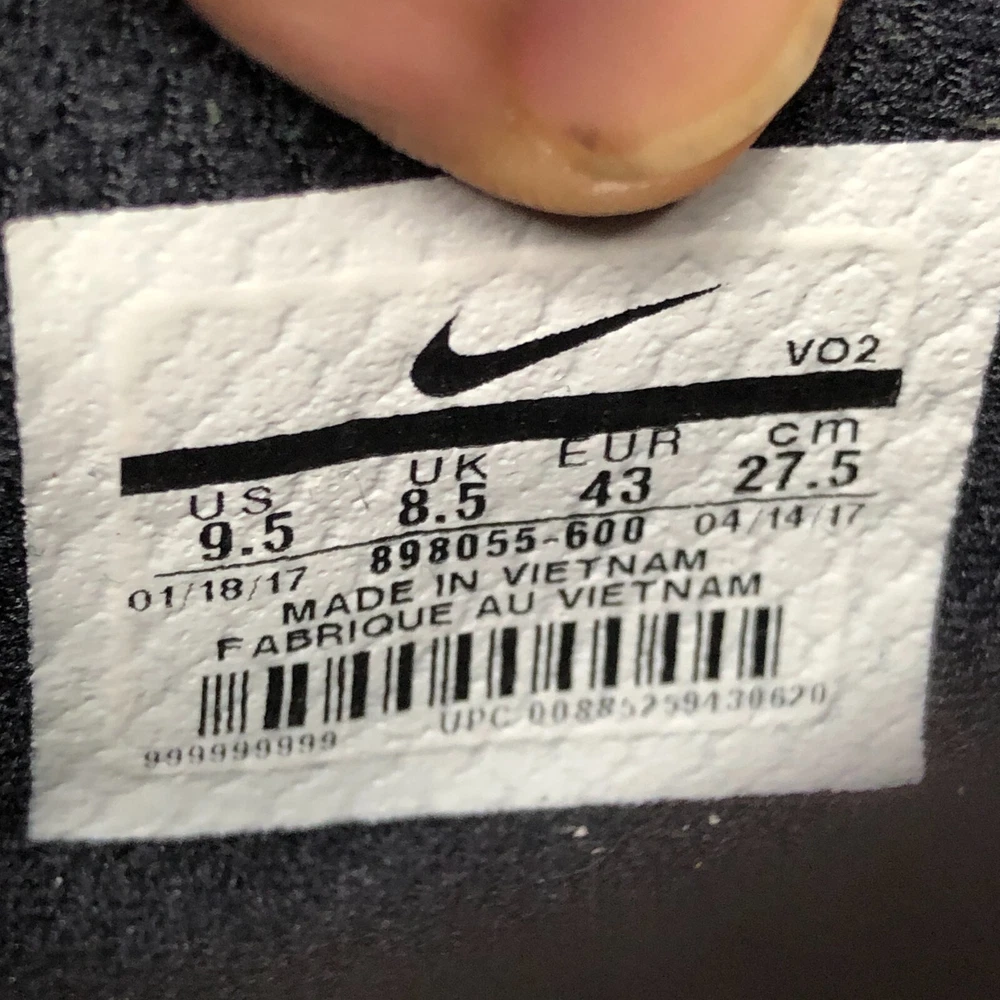 VO2
US UK EUR cm
9.5 8.5 43 27.5
01/18/17 898055-600 04/14/17
MADE IN VIETNAM
FABRIQUE AU VIETNAM
UPC 00885259430620
999999999